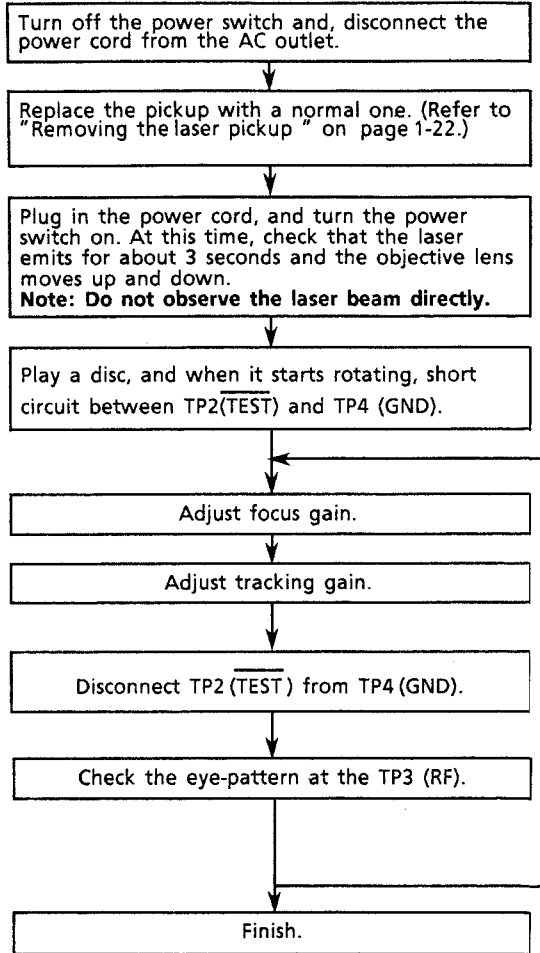 Turn off the power switch and, disconnect the
power cord from the AC outlet.
Replace the pickup with a normal one. (Refer to
"Removing the laser pickup " on page 1-22.)
Plug in the power cord, and turn the power
switch on. At this time, check that the laser
emits for about 3 seconds and the objective lens
moves up and down.
Note: Do not observe the laser beam directly.
Play a disc, and when it starts rotating, short
circuit between TP2(TEST) and TP4 (GND).
Adjust focus gain.
Adjust tracking gain.
Disconnect TP2 (TEST) from TP4 (GND).
Check the eye-pattern at the TP3 (RF).
Finish.